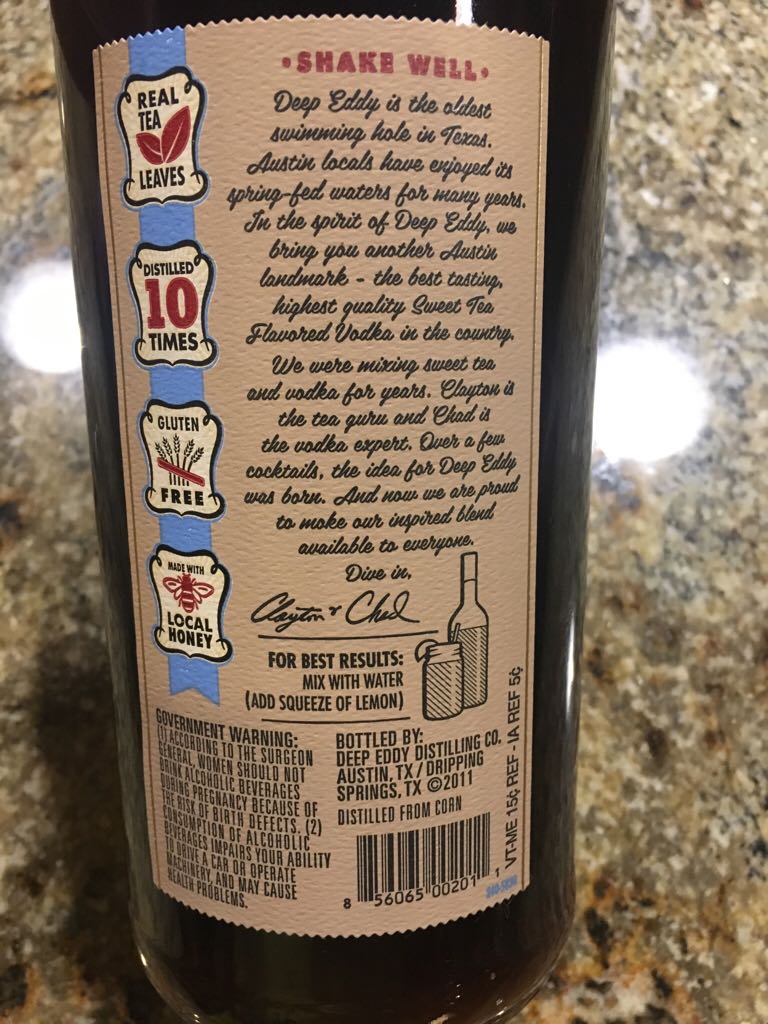 •SHAKE WELL•
Deep Eddy is the oldest
swimming hole in Texas.
Austin locals have enjoyed its
spring-fed waters for many years.
In the spirit of Deep Eddy, we
bring you another Austin
landmark - the best tasting,
highest quality Sweet Tea
Flavored Vodka in the country.
We were mixing sweet tea
and vodka for years. Clayton is
the tea guru and Chad is
the vodka expert. Over a few
cocktails, the idea for Deep Eddy
was born. And now we are proud
to make our inspired blend
available to everyone.
Dive in,
Clayton & Chad
FOR BEST RESULTS:
MIX WITH WATER
(ADD SQUEEZE OF LEMON)
REAL
TEA
LEAVES
DISTILLED
10
TIMES
GLUTEN
FREE
MADE WITH
LOCAL
HONEY
GOVERNMENT WARNING:
(1) ACCORDING TO THE SURGEON
GENERAL, WOMEN SHOULD NOT
DRINK ALCOHOLIC BEVERAGES
DURING PREGNANCY BECAUSE OF
THE RISK OF BIRTH DEFECTS. (2)
CONSUMPTION OF ALCOHOLIC
BEVERAGES IMPAIRS YOUR ABILITY
TO DRIVE A CAR OR OPERATE
MACHINERY, AND MAY CAUSE
HEALTH PROBLEMS.
BOTTLED BY:
DEEP EDDY DISTILLING CO.
AUSTIN, TX / DRIPPING
SPRINGS, TX ©2011
DISTILLED FROM CORN
8 56065 00201 1
VT-ME 15¢ REF - IA REF 5¢